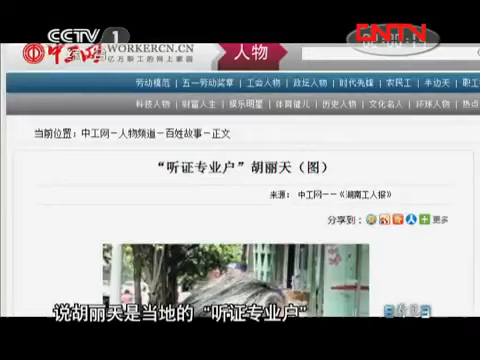 CCTV 1
CNTN
中工网 WORKERCN.CN
亿万职工的网上家园
人物
劳动模范 | 五一劳动奖章 | 工会人物 | 政坛人物 | 时代先锋 | 农民工 | 半边天 | 职工
科技人物 | 财富人生 | 娱乐明星 | 体育健儿 | 历史人物 | 文化名人 | 环球人物 | 热点
当前位置：中工网－人物频道－百姓故事－正文
“听证专业户”胡丽天（图）
来源： 中工网——《湖南工人报》
分享到：
更多
说胡丽天是当地的“听证专业户”